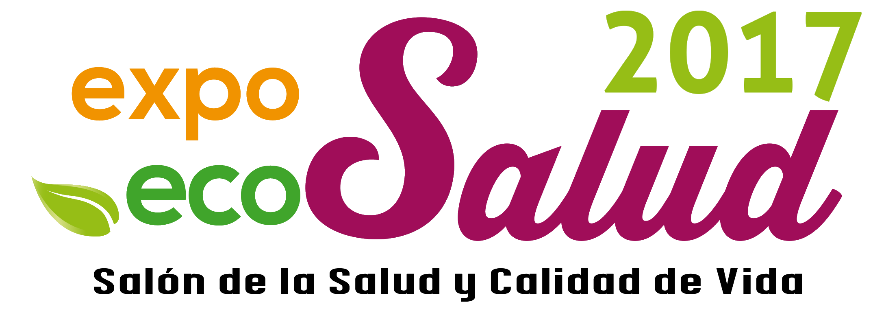 expo
eco Salud 2017
Salón de la Salud y Calidad de Vida